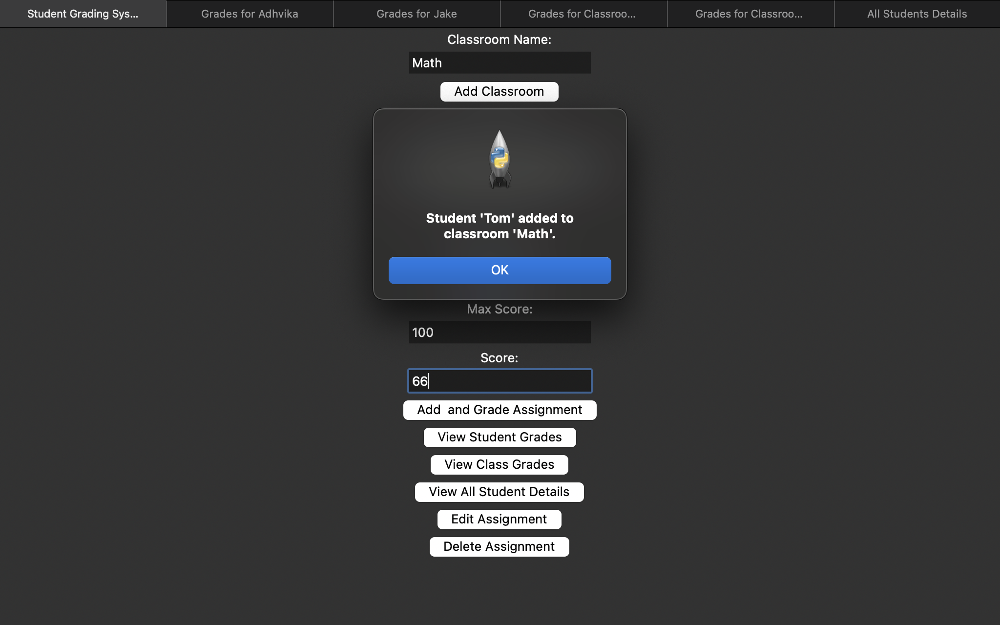 Student Grading Sys...
Grades for Adhvika
Grades for Jake
Grades for Classroo...
Grades for Classroo...
All Students Details
Classroom Name:
Math
Add Classroom
Student 'Tom' added to
classroom 'Math'.
OK
Max Score:
100
Score:
66
Add  and Grade Assignment
View Student Grades
View Class Grades
View All Student Details
Edit Assignment
Delete Assignment